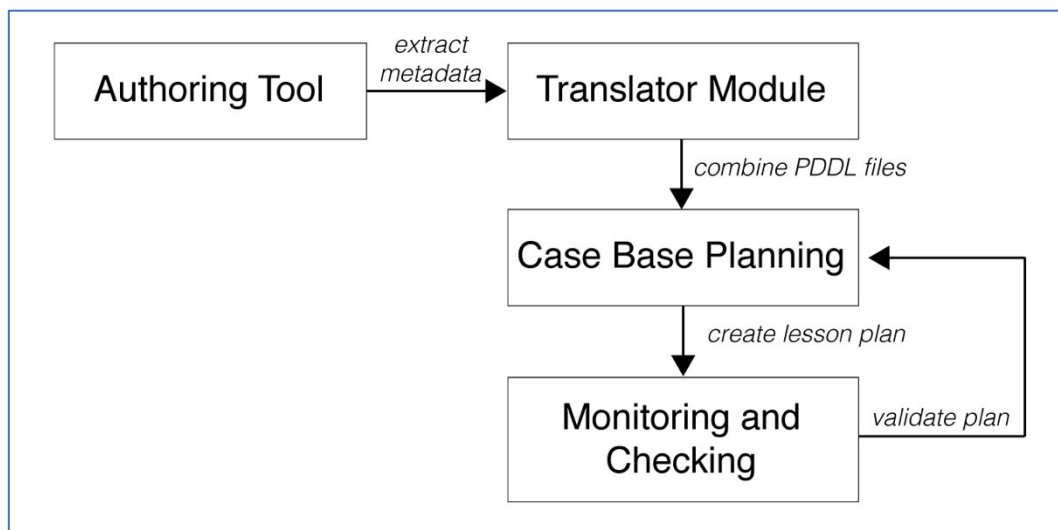 Authoring Tool
extract
metadata
Translator Module
combine PDDL files
Case Base Planning
create lesson plan
Monitoring and
Checking
validate plan